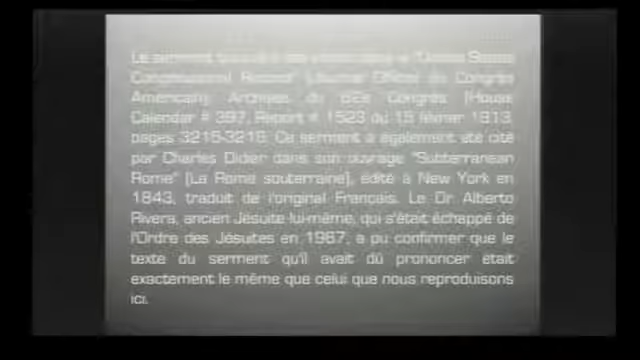 Le serment
Congressional Record" (Journal Officiel du Congrès
Américain), Archives du 62e Congrès (House
Calendar # 397, Report # 1523 du 15 février 1913,
pages 3215-3216. Ce serment a également été cité
par Charles Didier dans son ouvrage "Subterranean
Rome" (La Rome souterraine), édité à New York en
1843, traduit de l'original Français. Le Dr. Alberto
Rivera, ancien Jésuite lui-même, qui s'était échappé de
l'Ordre des Jésuites en 1967, a pu confirmer que le
texte du serment qu'il avait dû prononcer était
exactement le même que celui que nous reproduisons
ici.